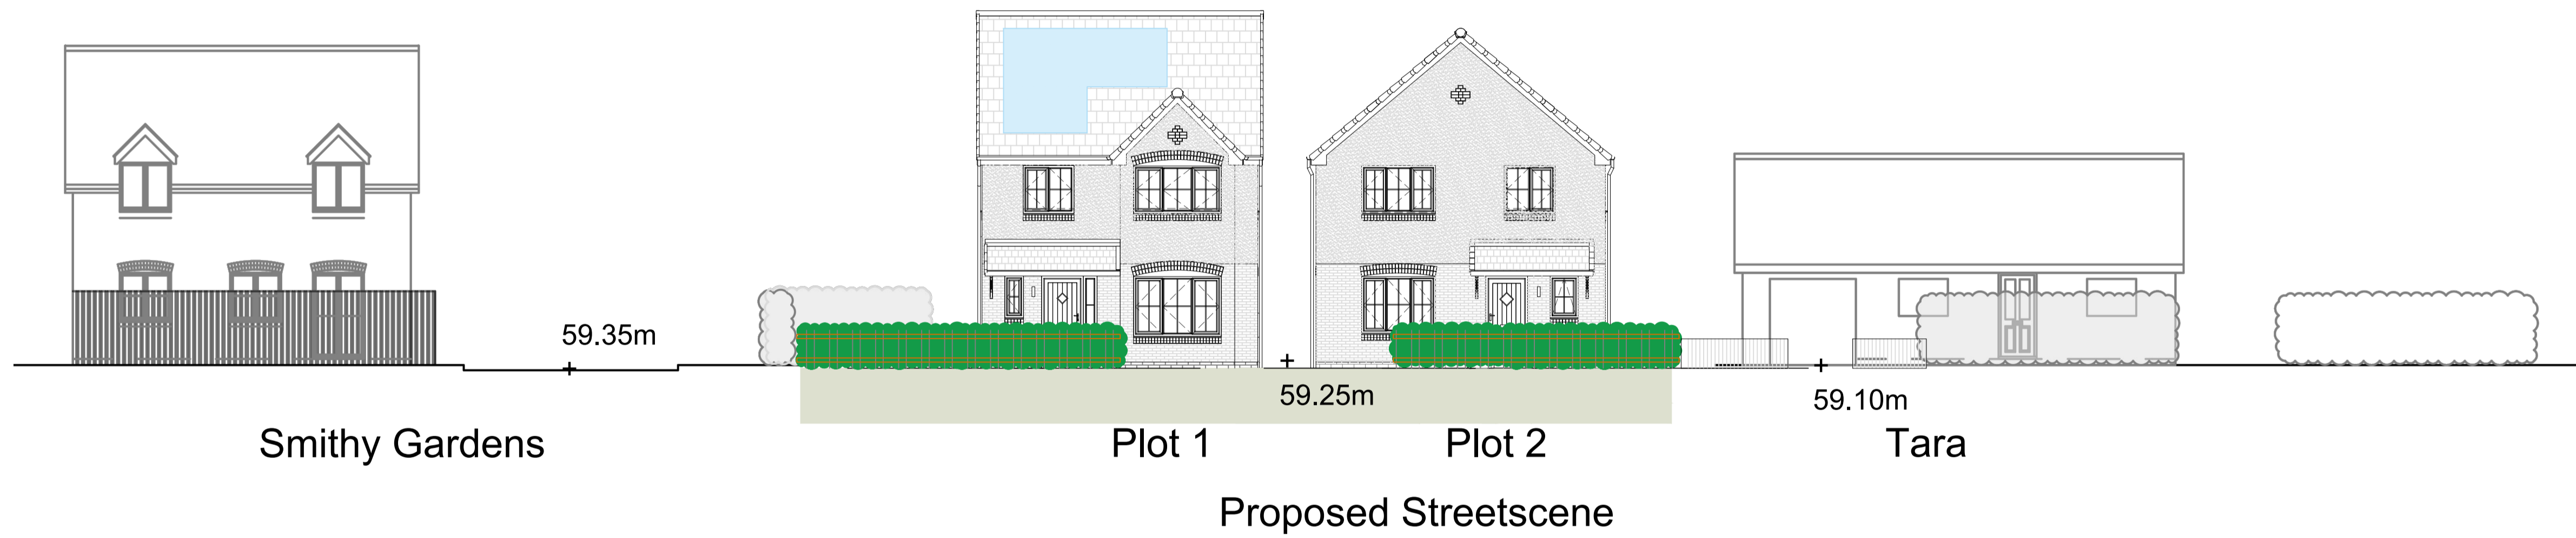 59.35m
59.25m
59.10m
Smithy Gardens
Plot 1
Plot 2
Tara
Proposed Streetscene